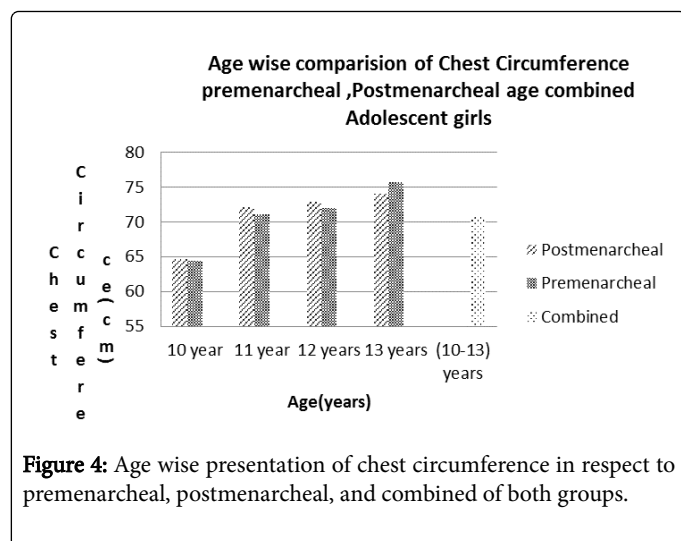 Age wise comparision of Chest Circumference
premenarcheal ,Postmenarcheal age combined
Adolescent girls
Chest
Circumfere
ce(cm)
80
75
70
65
60
55
10 year 11 year 12 years 13 years (10-13)
years
Age(years)
Postmenarcheal
Premenarcheal
Combined
Figure 4: Age wise presentation of chest circumference in respect to
premenarcheal, postmenarcheal, and combined of both groups.